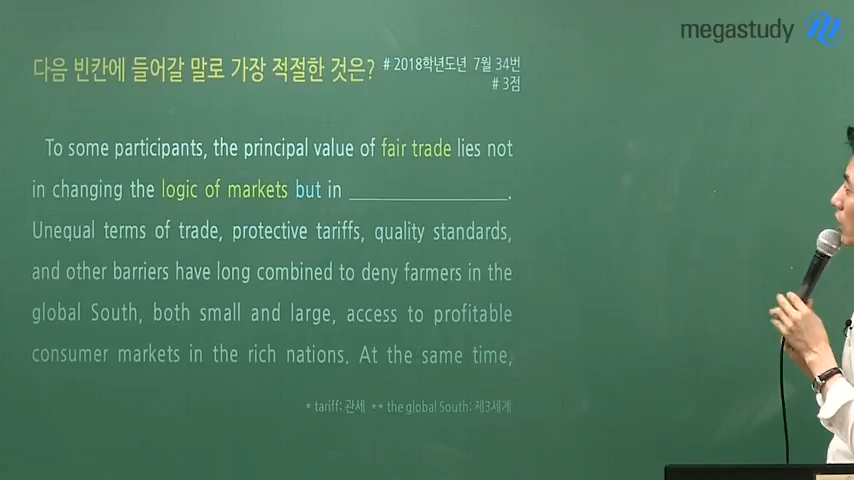 megastudy
다음 빈칸에 들어갈 말로 가장 적절한 것은? # 2018학년도년 7월 34번
# 3점
To some participants, the principal value of fair trade lies not
in changing the logic of markets but in ____________________.
Unequal terms of trade, protective tariffs, quality standards,
and other barriers have long combined to deny farmers in the
global South, both small and large, access to profitable
consumer markets in the rich nations. At the same time,
* tariff: 관세 ** the global South: 제3세계